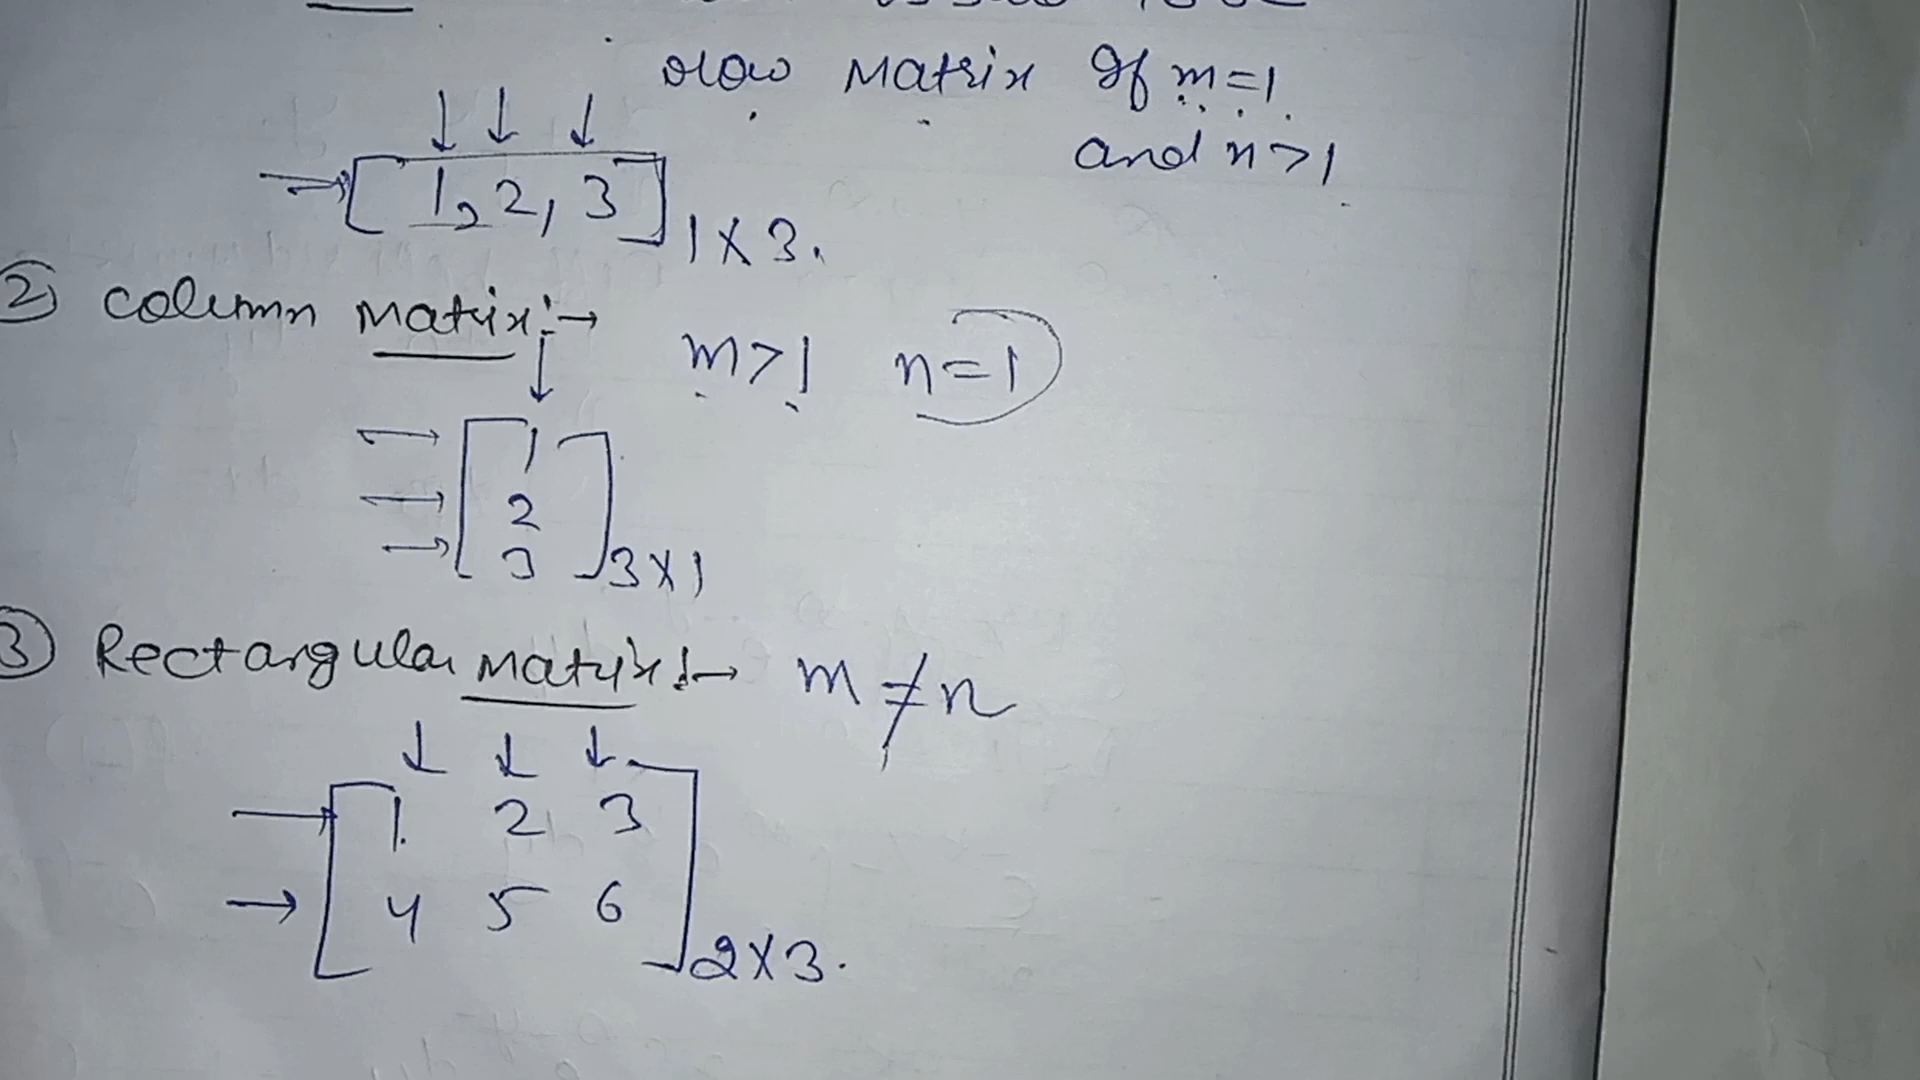 row Matrix If m=1
and n>1
[1, 2, 3] 1×3.
② column Matrix:→
m>1 n=1
1
2
3
3×1
③ Rectangular Matrix:→ m≠n
1 2 3
4 5 6
2×3.